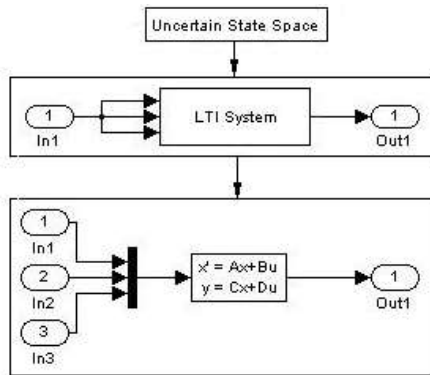 Uncertain State Space
1
In1
LTI System
1
Out1
1
In1
2
In2
3
In3
x' = Ax+Bu
y = Cx+Du
1
Out1